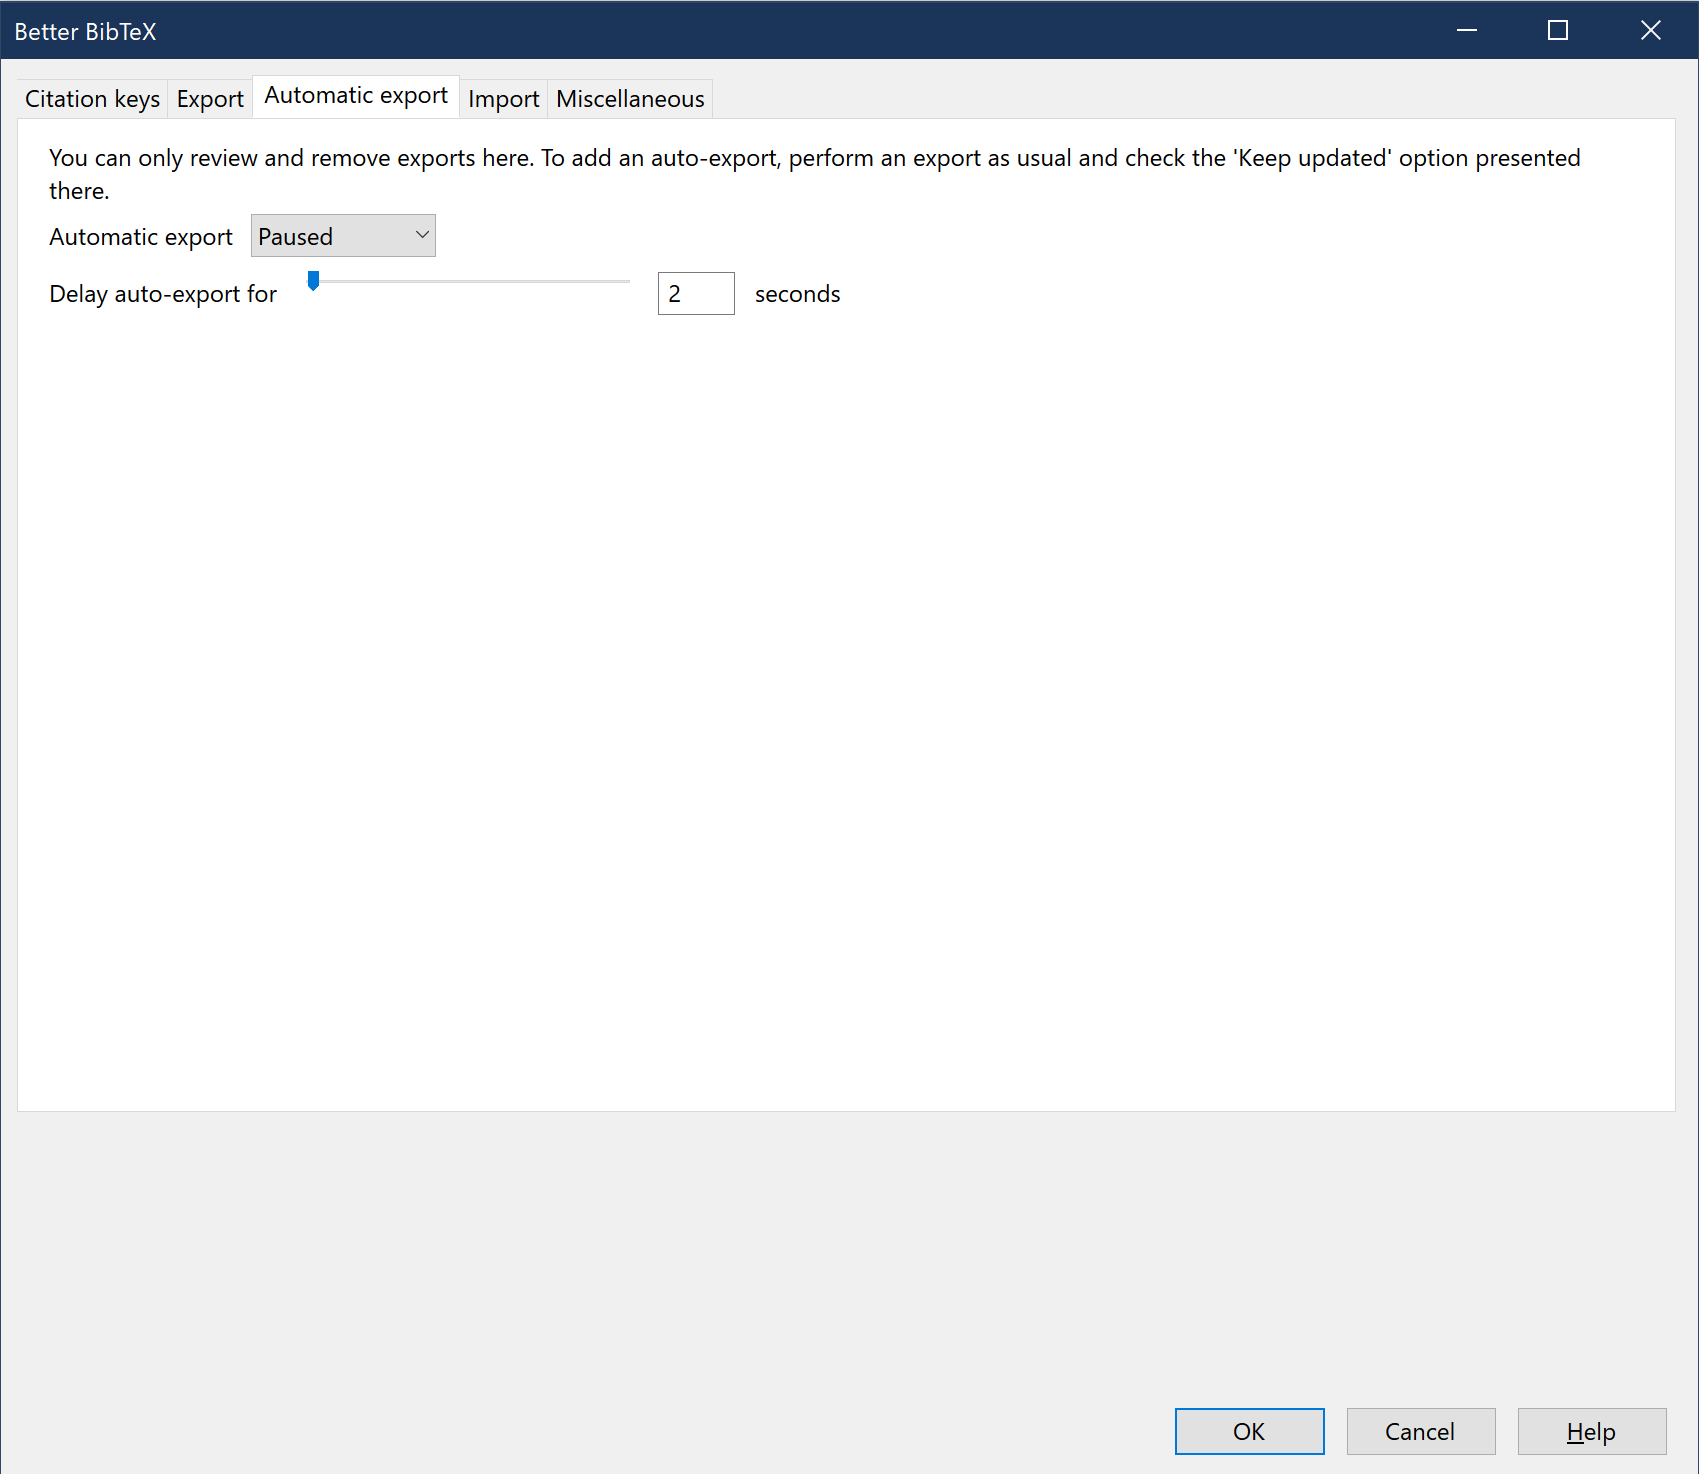 Better BibTeX
Citation keys Export Automatic export Import Miscellaneous
You can only review and remove exports here. To add an auto-export, perform an export as usual and check the 'Keep updated' option presented
there.
Automatic export Paused
Delay auto-export for 2 seconds
OK Cancel Help